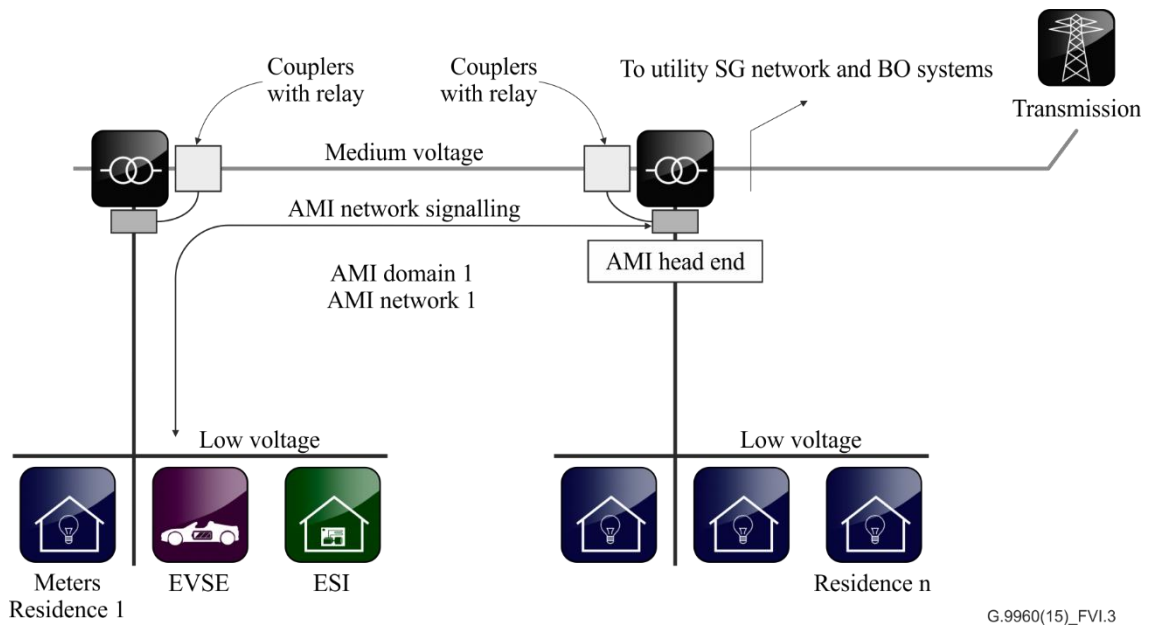 Couplers
with relay
Couplers
with relay
To utility SG network and BO systems
Transmission
Medium voltage
AMI network signalling
AMI head end
AMI domain 1
AMI network 1
Low voltage
Low voltage
Meters
Residence 1
EVSE
ESI
Residence n
G.9960(15)_FVI.3